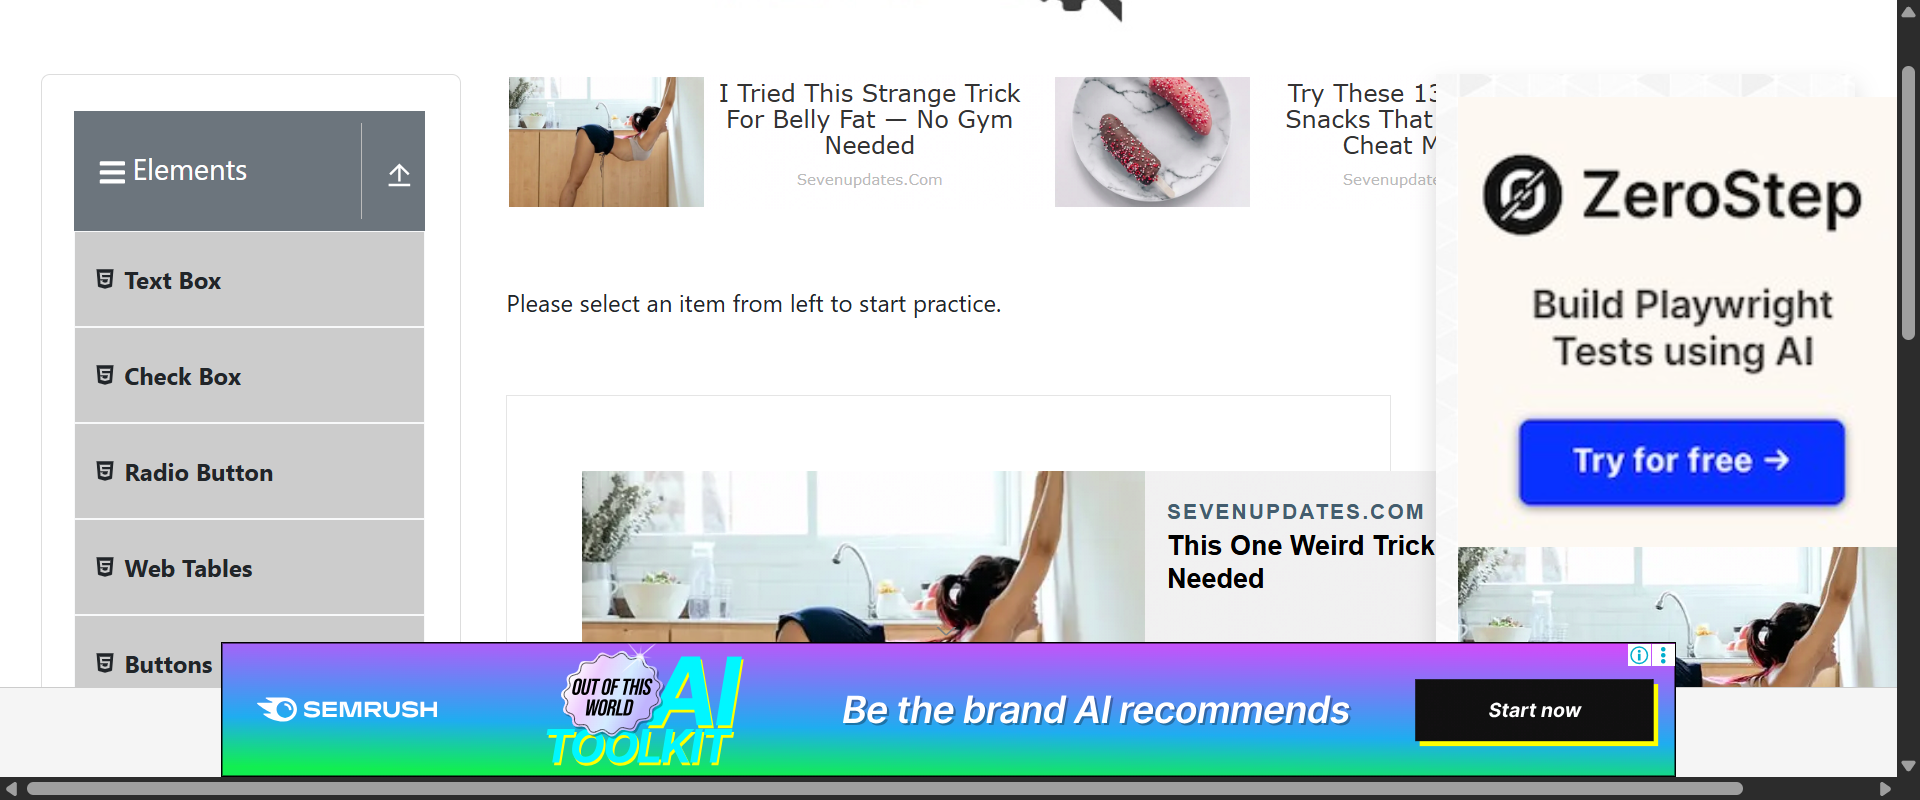 Elements
Text Box
Check Box
Radio Button
Web Tables
Buttons
I Tried This Strange Trick
For Belly Fat — No Gym
Needed
Sevenupdates.Com
Try These 13
Snacks That
Cheat
Sevenupdate
Please select an item from left to start practice.
SEVENUPDATES.COM
This One Weird Trick
Needed
ZeroStep
Build Playwright
Tests using AI
Try for free →
SEMRUSH
OUT OF THIS
WORLD
AI
TOOLKIT
Be the brand AI recommends
Start now